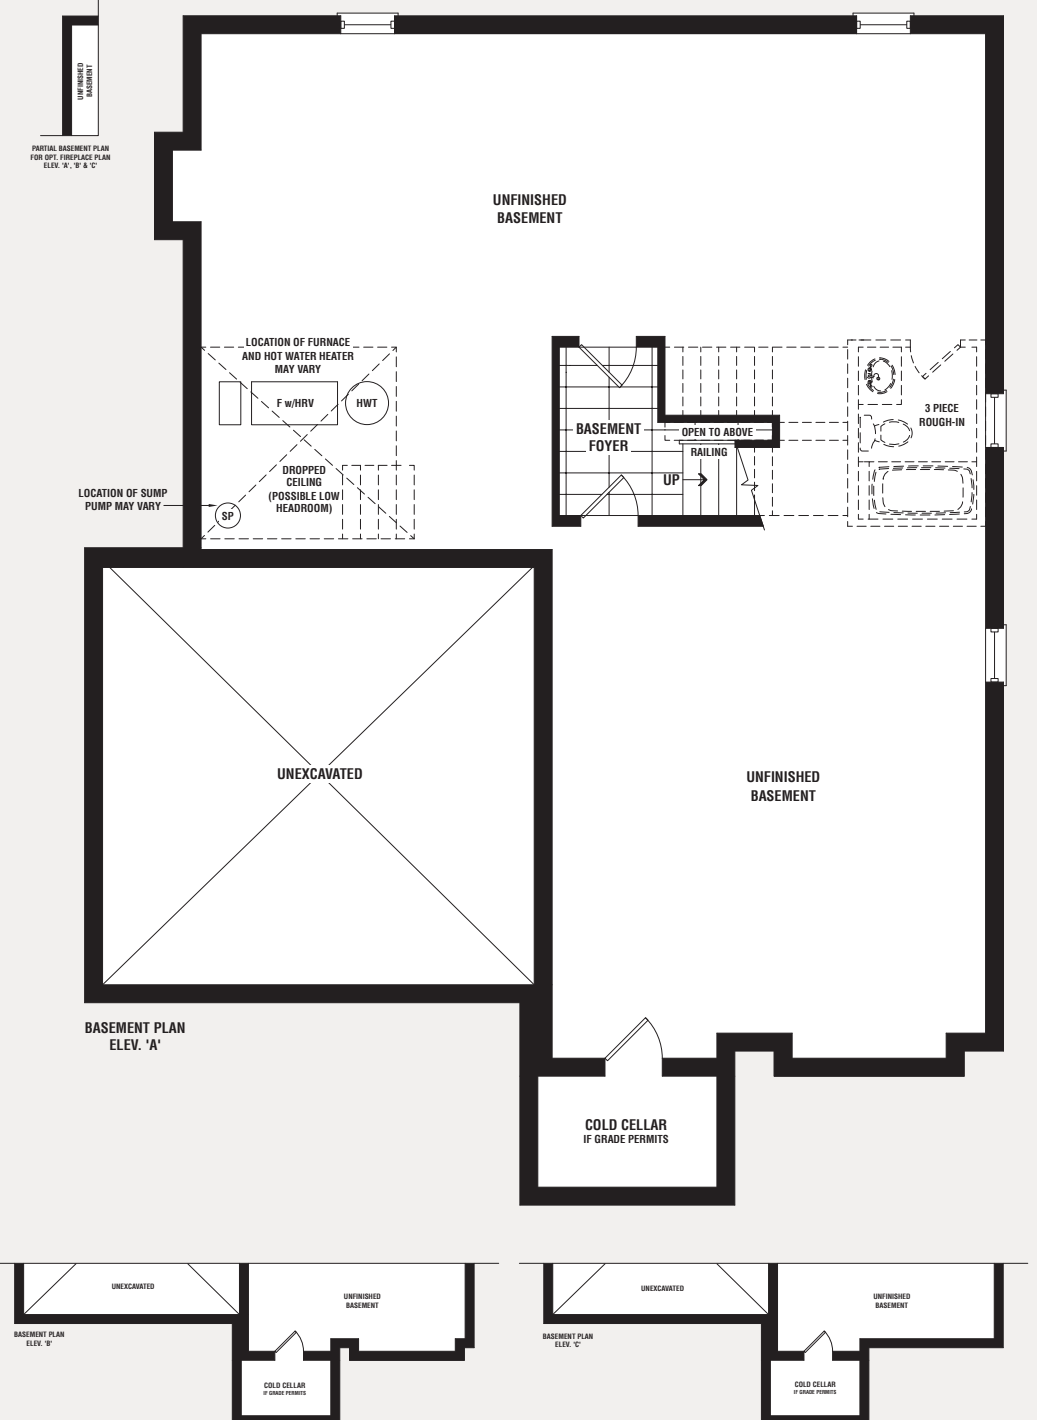 UNFINISHED
BASEMENT
PARTIAL BASEMENT PLAN
FOR OPT. FIREPLACE PLAN
ELEV. 'A', 'B' & 'C'
UNFINISHED
BASEMENT
LOCATION OF FURNACE
AND HOT WATER HEATER
MAY VARY
F w/HRV
HWT
DROPPED
CEILING
(POSSIBLE LOW
HEADROOM)
LOCATION OF SUMP
PUMP MAY VARY
SP
BASEMENT
FOYER
OPEN TO ABOVE
RAILING
UP
3 PIECE
ROUGH-IN
UNEXCAVATED
UNFINISHED
BASEMENT
BASEMENT PLAN
ELEV. 'A'
COLD CELLAR
IF GRADE PERMITS
UNEXCAVATED
UNFINISHED
BASEMENT
BASEMENT PLAN
ELEV. 'B'
COLD CELLAR
IF GRADE PERMITS
UNEXCAVATED
UNFINISHED
BASEMENT
BASEMENT PLAN
ELEV. 'C'
COLD CELLAR
IF GRADE PERMITS